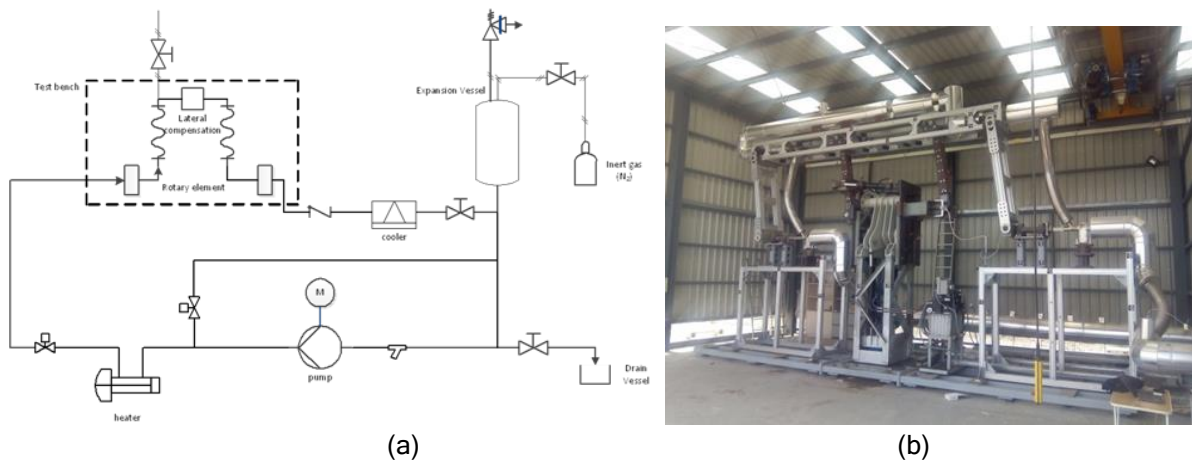 Test bench
Lateral
compensation
Rotary element
Expansion Vessel
Inert gas
(N₂)
cooler
M
pump
Drain
Vessel
heater
(a)
(b)